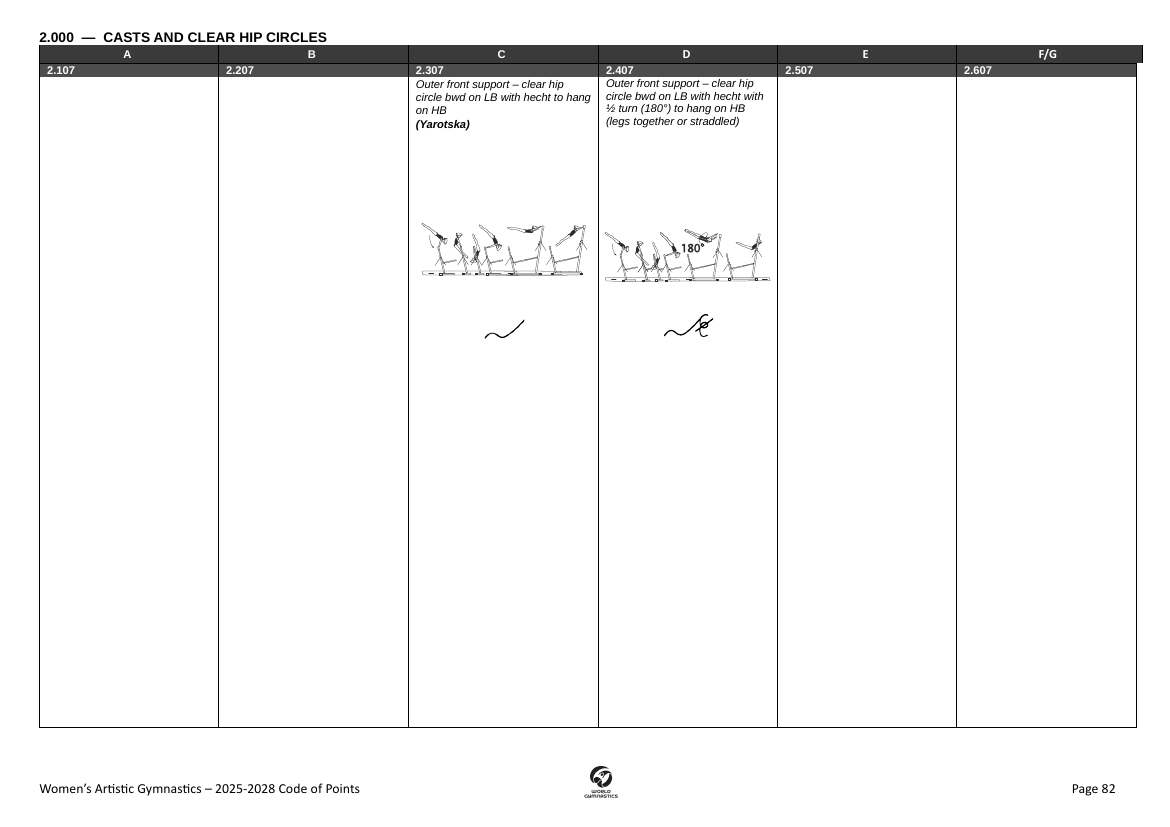 2.000 — CASTS AND CLEAR HIP CIRCLES
A B C D E F/G
2.107 2.207 2.307 2.407 2.507 2.607
Outer front support – clear hip
circle bwd on LB with hecht to hang
on HB
(Yarotska)
Outer front support – clear hip
circle bwd on LB with hecht with
½ turn (180°) to hang on HB
(legs together or straddled)
180°
Women’s Artistic Gymnastics – 2025-2028 Code of Points
WORLD
GYMNASTICS
Page 82